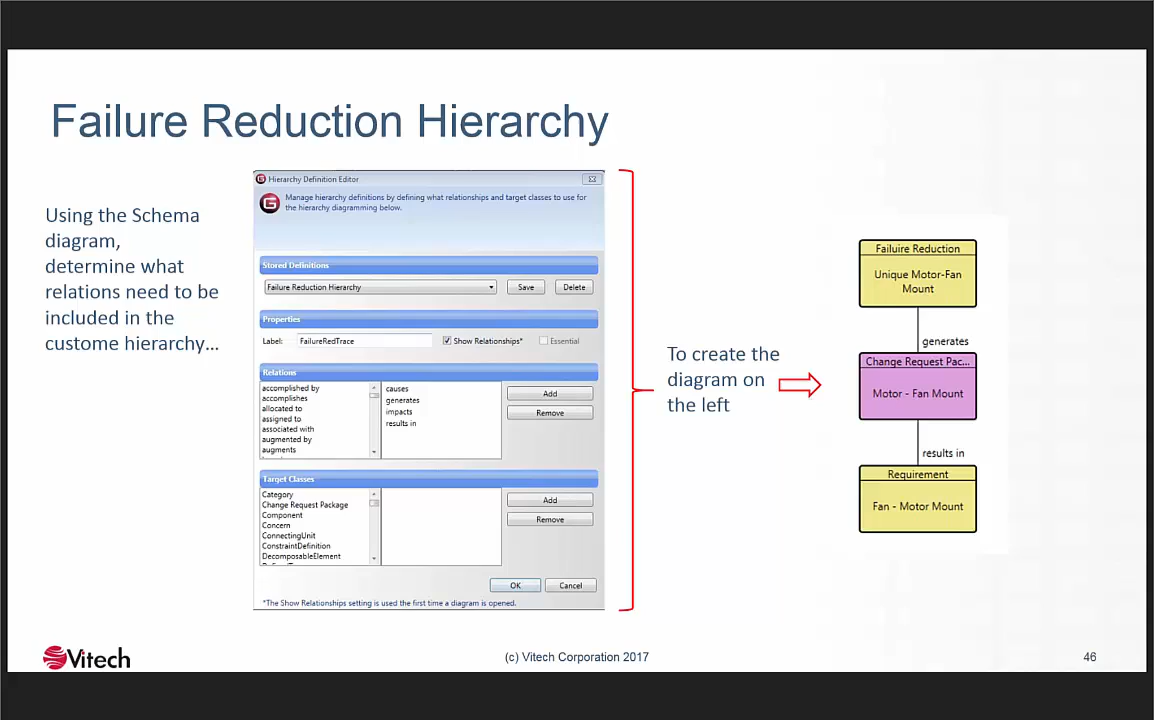 Failure Reduction Hierarchy
Using the Schema
diagram,
determine what
relations need to be
included in the
custome hierarchy…
Hierarchy Definition Editor
Manage hierarchy definitions by defining what relationships and target classes to use for
the hierarchy diagramming below.
Stored Definitions
Failure Reduction Hierarchy
Save
Delete
Properties
Label:
FailureRedTrace
Show Relationships*
Essential
Relations
accomplished by
accomplishes
allocated to
assigned to
associated with
augmented by
augments
causes
generates
impacts
results in
Add
Remove
Target Classes
Category
Change Request Package
Component
Concern
ConnectingUnit
ConstraintDefinition
DecomposableElement
Add
Remove
OK
Cancel
*The Show Relationships setting is used the first time a diagram is opened.
To create the
diagram on
the left
Failuire Reduction
Unique Motor-Fan
Mount
generates
Change Request Pac...
Motor - Fan Mount
results in
Requirement
Fan - Motor Mount
Vitech
(c) Vitech Corporation 2017
46